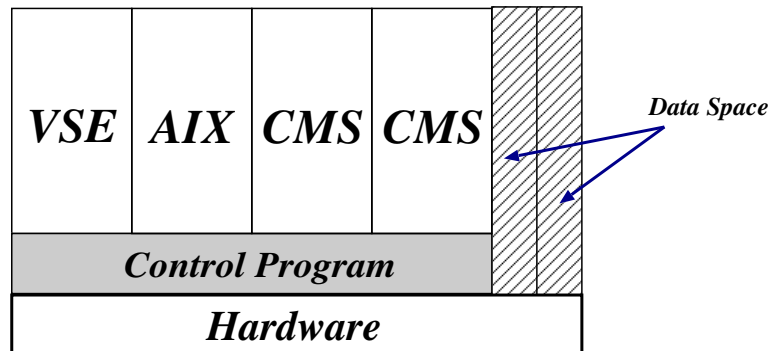 VSE AIX CMS CMS
Data Space
Control Program
Hardware